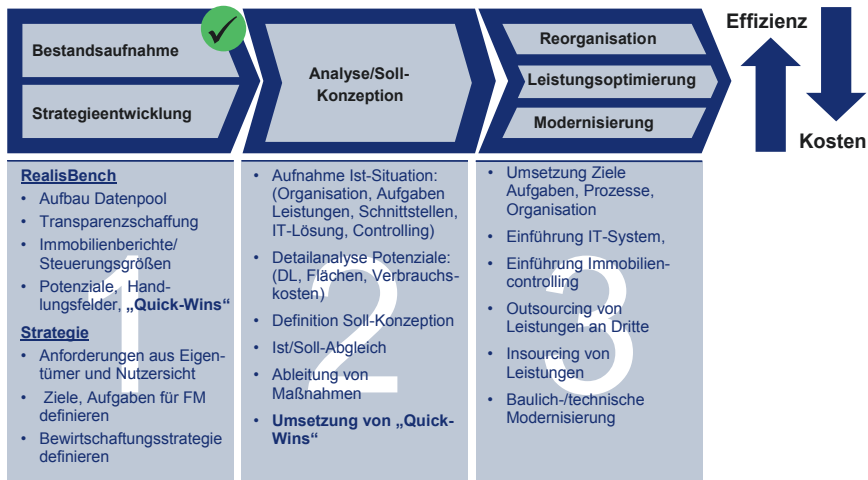 Bestandsaufnahme
Strategieentwicklung
Analyse/Soll-
Konzeption
Reorganisation
Leistungsoptimierung
Modernisierung
Effizienz
Kosten
1
RealisBench
• Aufbau Datenpool
• Transparenzschaffung
• Immobilienberichte/
Steuerungsgrößen
• Potenziale, Hand-
lungsfelder, „Quick-Wins“
Strategie
• Anforderungen aus Eigen-
tümer und Nutzersicht
• Ziele, Aufgaben für FM
definieren
• Bewirtschaftungsstrategie
definieren
2
• Aufnahme Ist-Situation:
(Organisation, Aufgaben
Leistungen, Schnittstellen,
IT-Lösung, Controlling)
• Detailanalyse Potenziale:
(DL, Flächen, Verbrauchs-
kosten)
• Definition Soll-Konzeption
• Ist/Soll-Abgleich
• Ableitung von
Maßnahmen
• Umsetzung von „Quick-
Wins“
3
• Umsetzung Ziele
Aufgaben, Prozesse,
Organisation
• Einführung IT-System,
• Einführung Immobilien-
controlling
• Outsourcing von
Leistungen an Dritte
• Insourcing von
Leistungen
• Baulich-/technische
Modernisierung